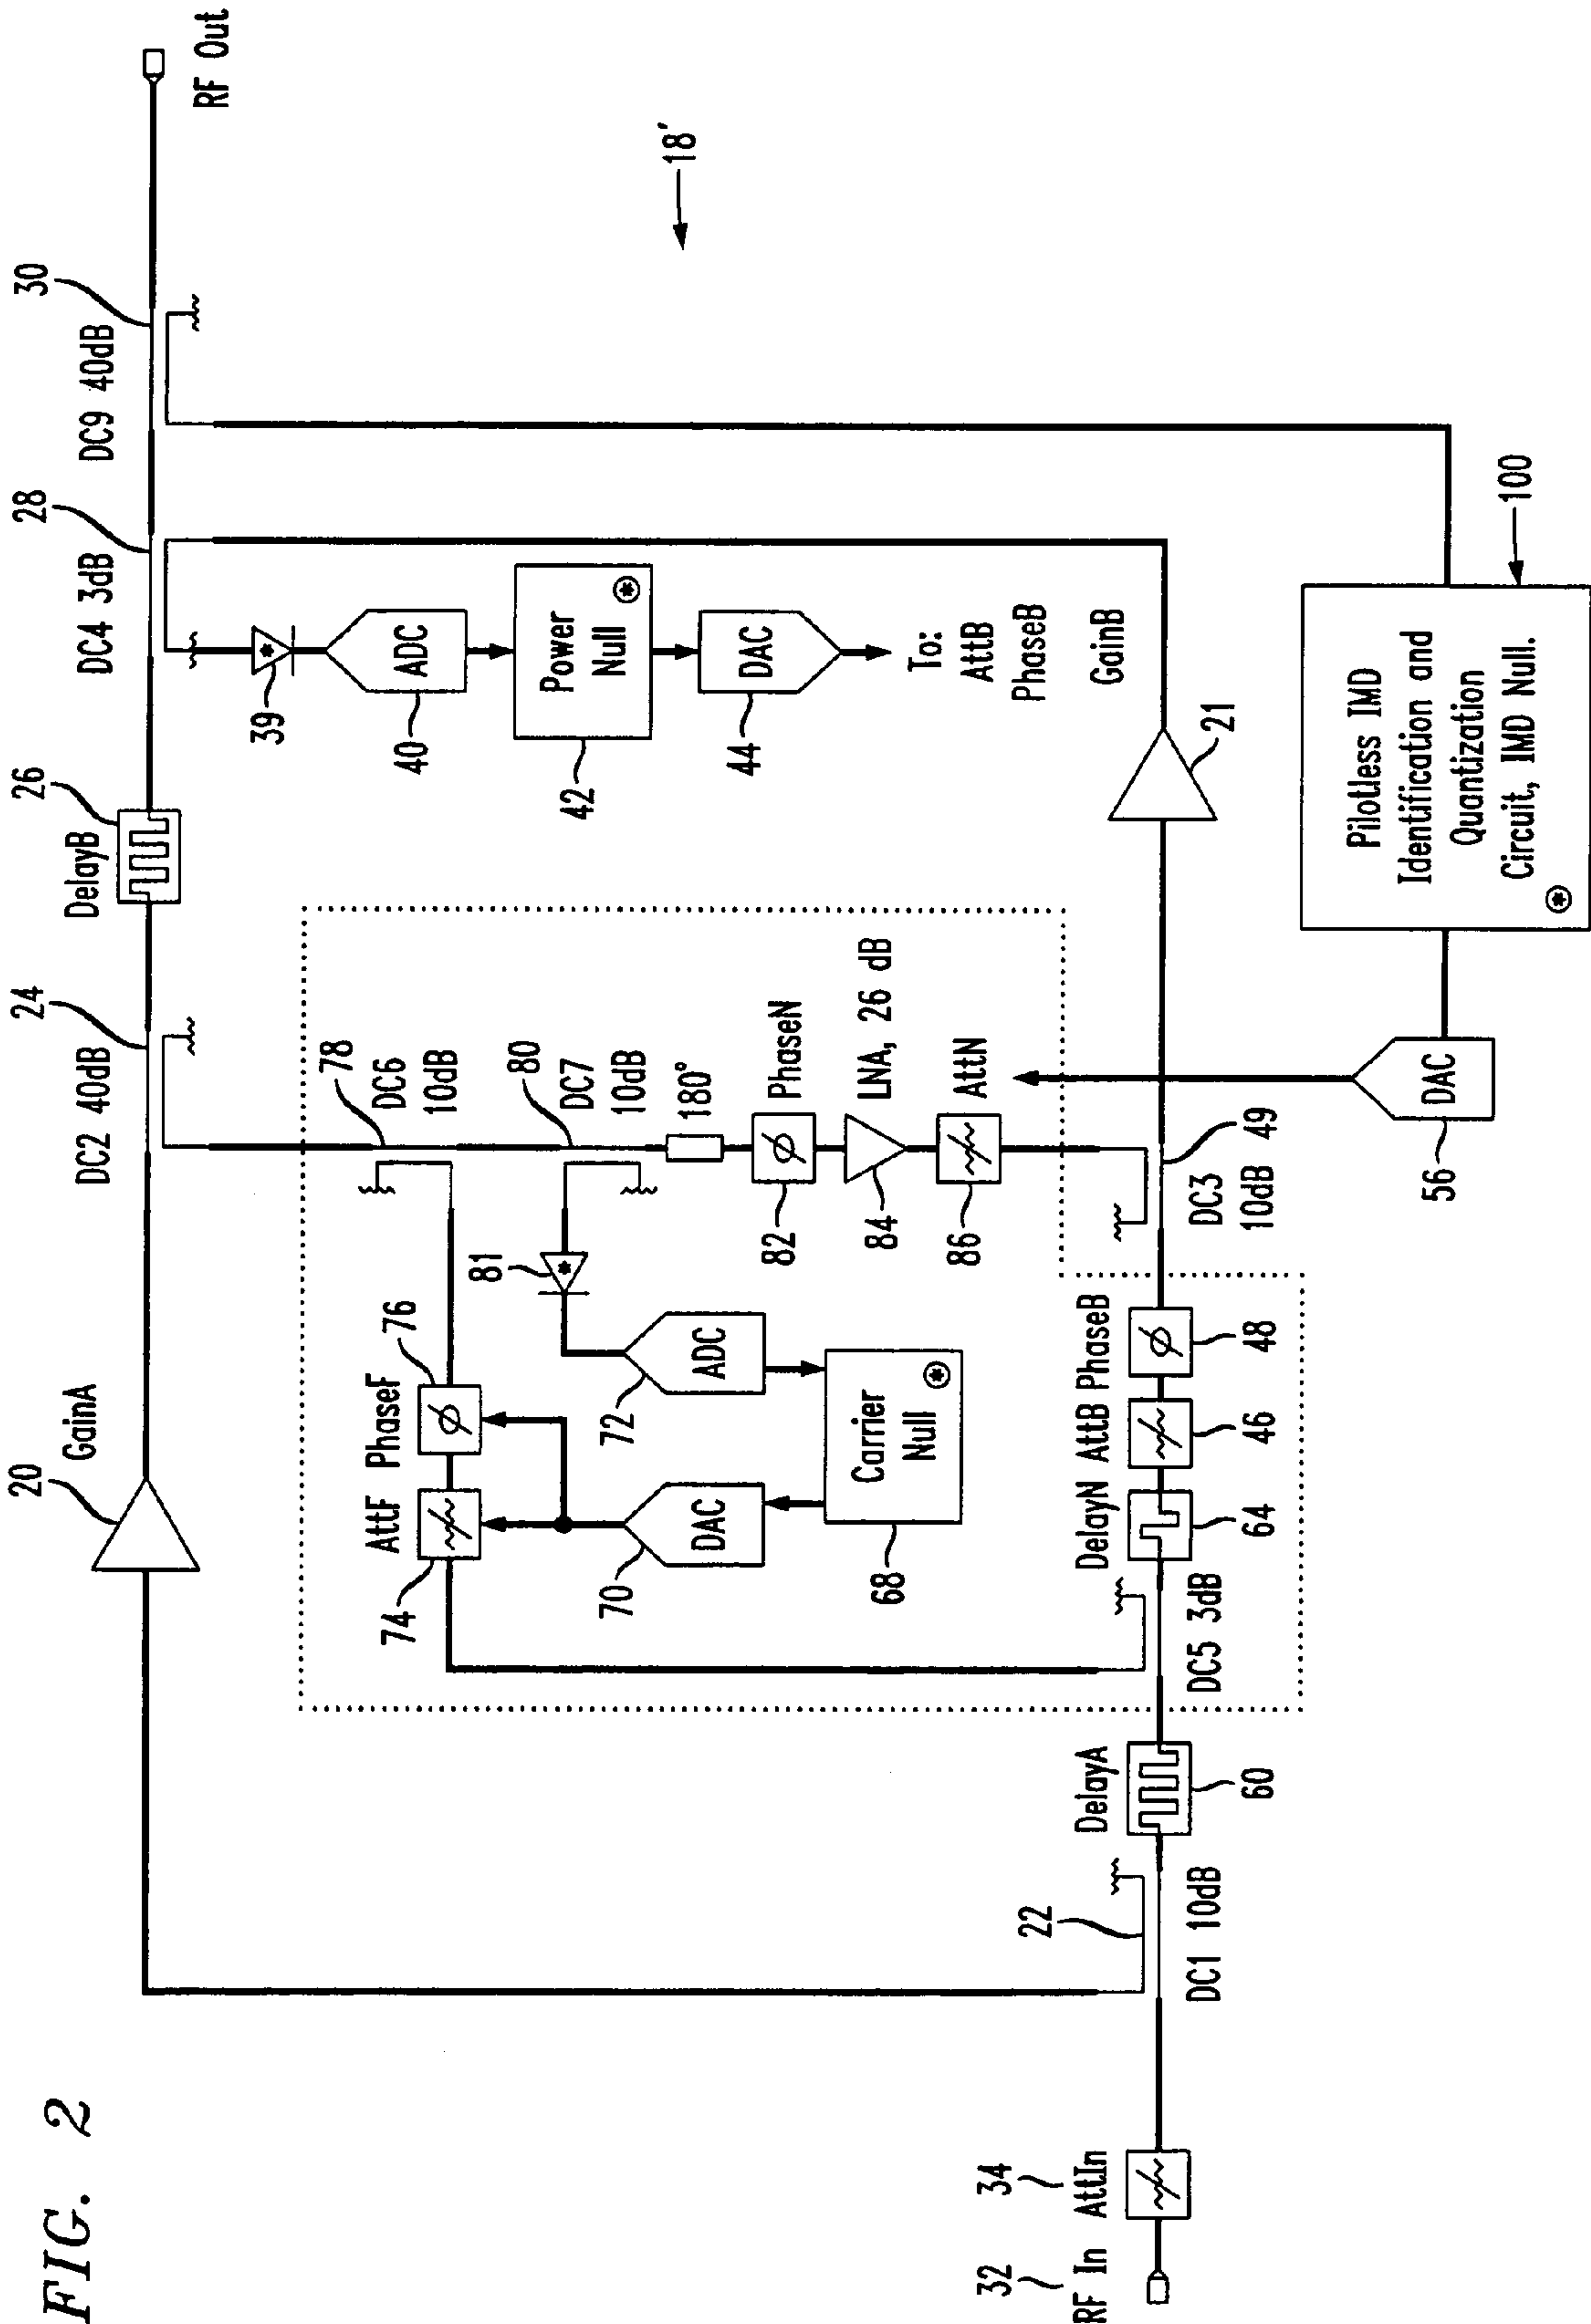 FIG. 2
20
GainA
24
DC2 40dB
26
DelayB
28
DC4 3dB
30
DC9 40dB
RF Out
18'
39
ADC
40
Power
Null
42
DAC
44
To:
AttB
PhaseB
GainB
21
78
DC6
10dB
80
DC7
10dB
180°
PhaseN
82
LNA, 26 dB
84
AttN
86
81
76
PhaseF
AttF
74
ADC
72
DAC
70
Carrier
Null
68
DC3
10dB
49
PhaseB
48
AttB
46
DelayN
64
DC5 3dB
DelayA
60
22
DC1 10dB
34
AttIn
32
RF In
100
Pilotless IMD
Identification and
Quantization
Circuit, IMD Null.
DAC
56